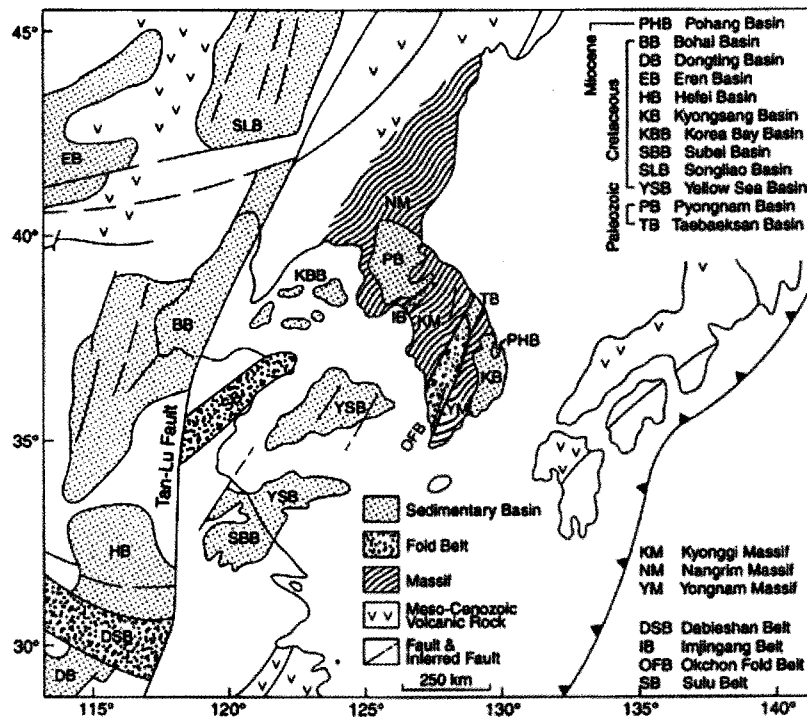 45°
40°
35°
30°
115°
120°
125°
130°
135°
140°
PHB Pohang Basin
BB Bohai Basin
DB Dongting Basin
EB Eren Basin
HB Hefei Basin
KB Kyongsang Basin
KBB Korea Bay Basin
SBB Subei Basin
SLB Songliao Basin
YSB Yellow Sea Basin
PB Pyongnam Basin
TB Taebaeksan Basin
Miocene
Cretaceous
Paleozoic
SLB
EB
NM
PB
KBB
IB
KM
TB
PHB
BB
KB
YSB
YM
OFB
Tan-Lu Fault
YSB
SBB
HB
DSB
DB
Sedimentary Basin
Fold Belt
Massif
Meso-Cenozoic
Volcanic Rock
Fault &
Inferred Fault
250 km
KM Kyonggi Massif
NM Nangrim Massif
YM Yongnam Massif
DSB Dabieshan Belt
IB Imjingang Belt
OFB Okchon Fold Belt
SB Sulu Belt